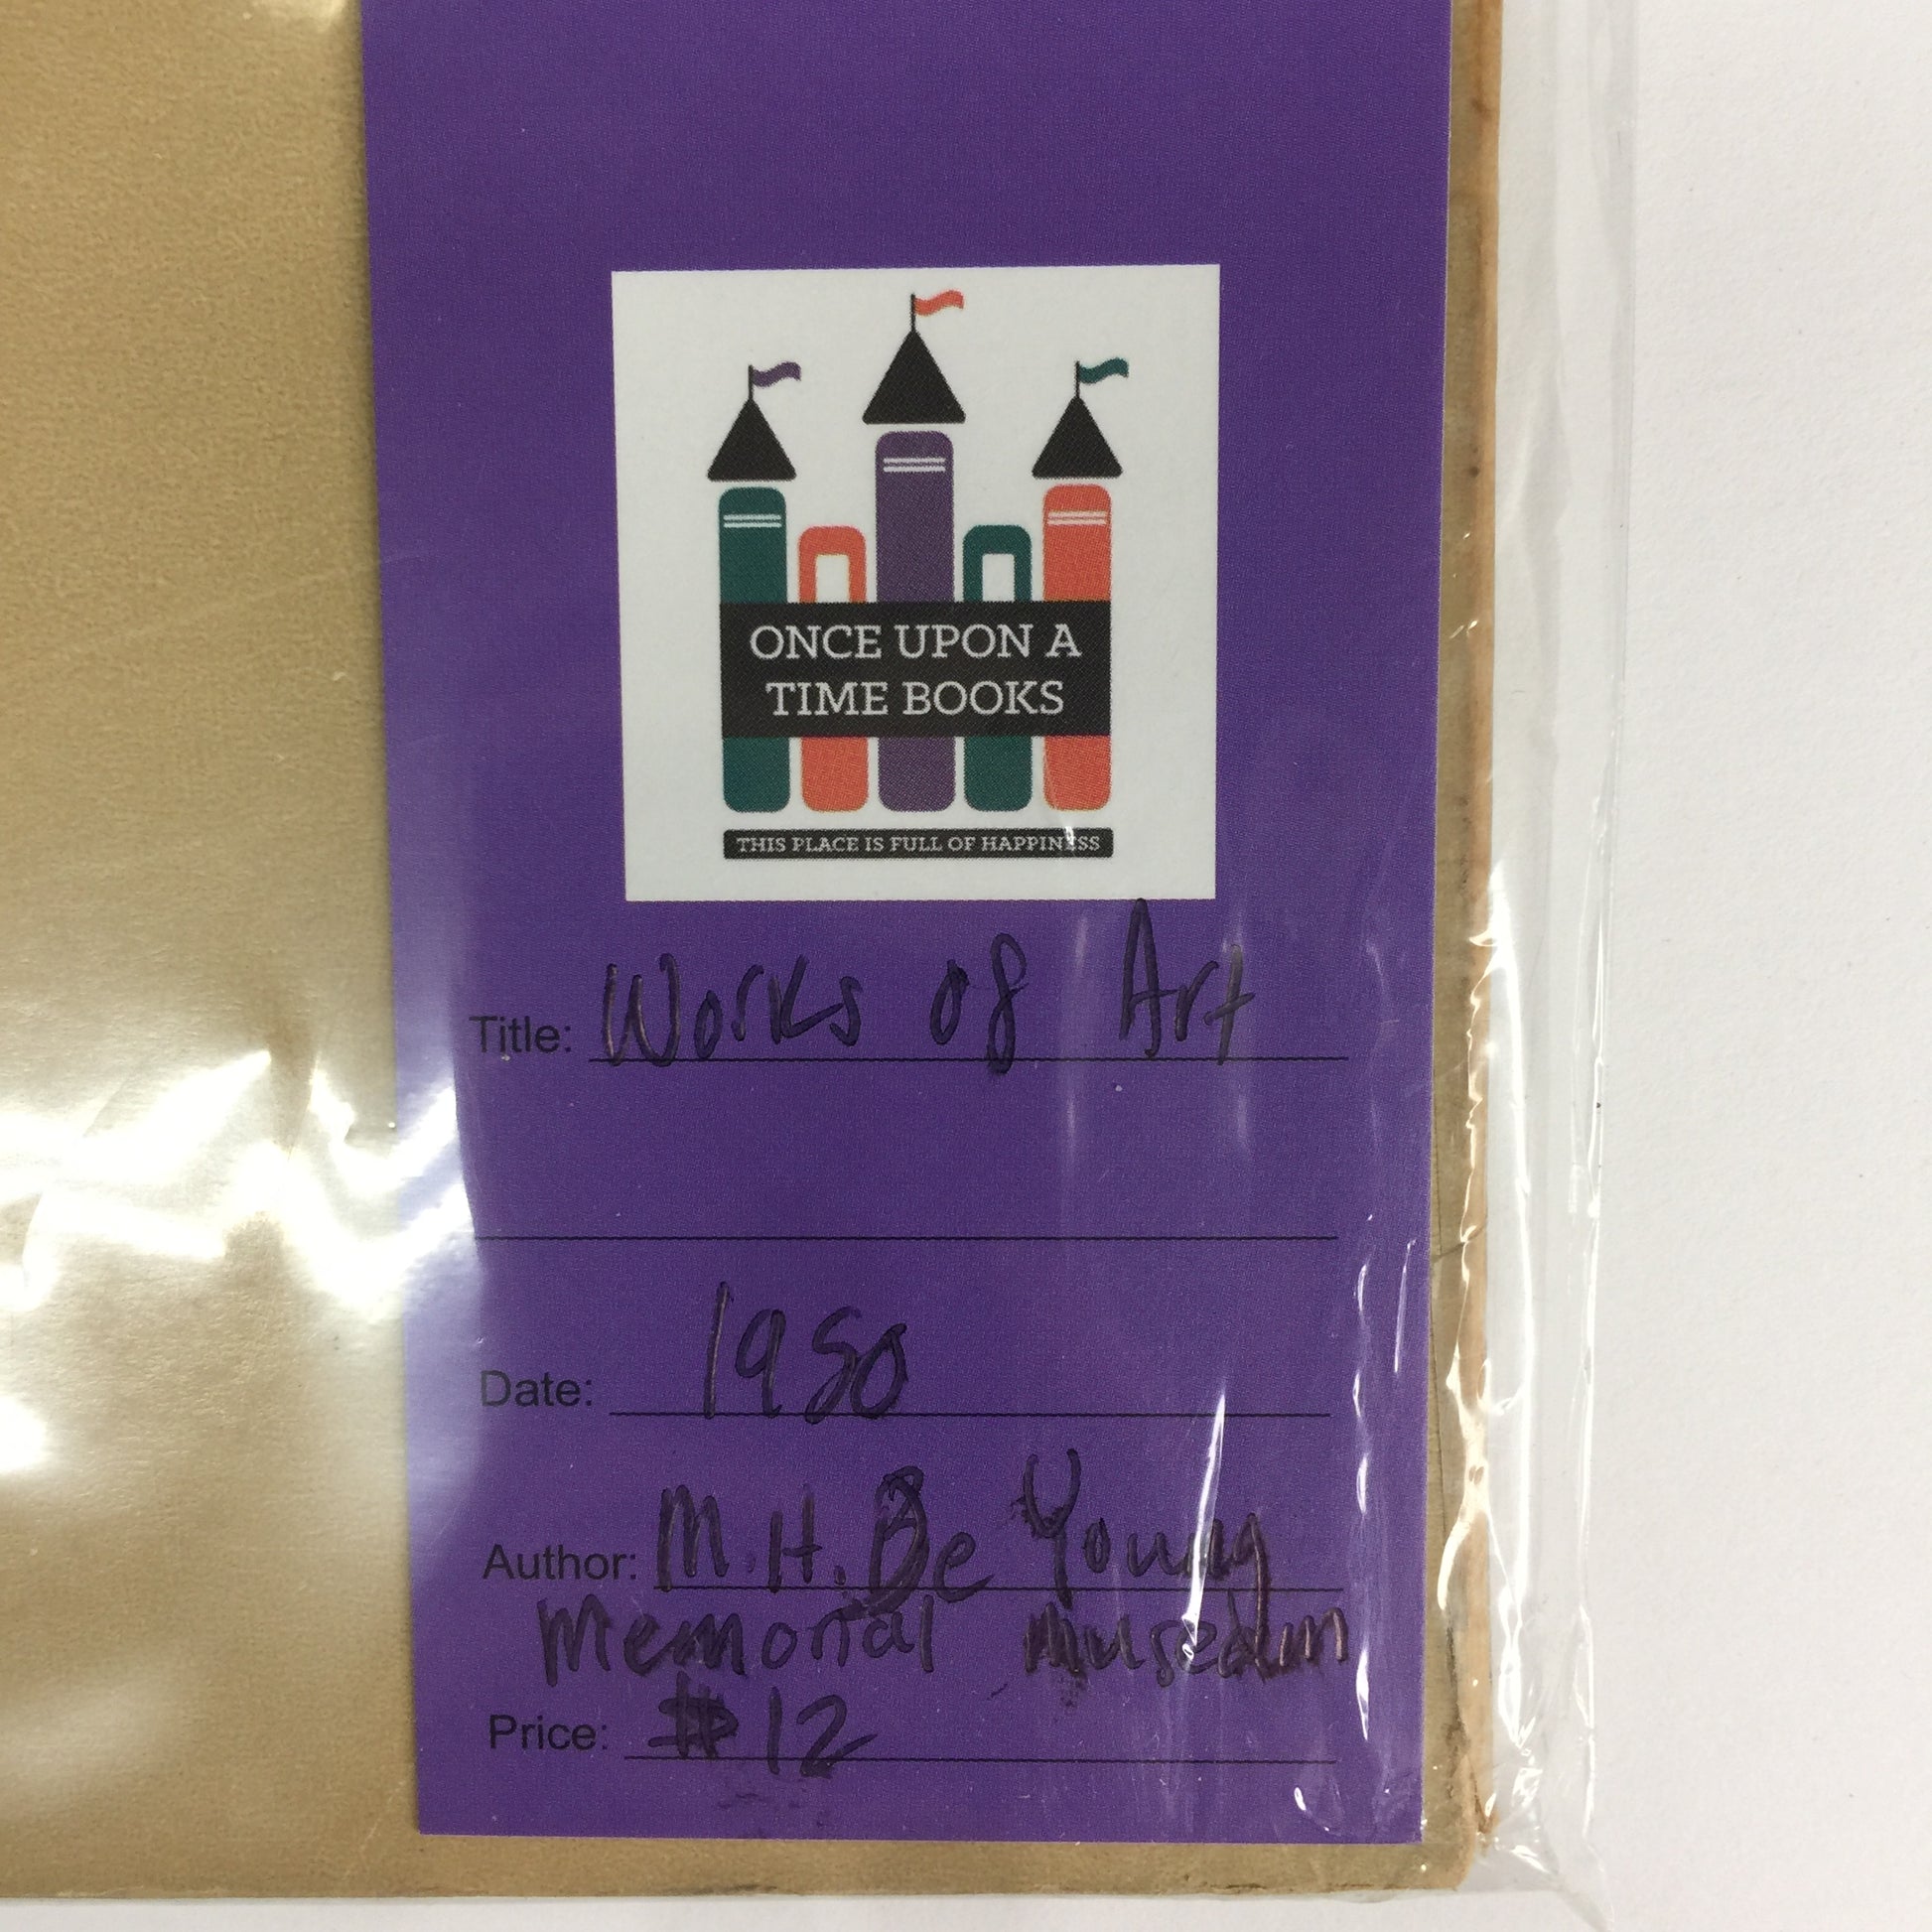 ONCE UPON A
TIME BOOKS
THIS PLACE IS FULL OF HAPPINESS
Title: Works of Art
Date: 1950
Author: M.H. De Young
Memorial Museum
Price: $12